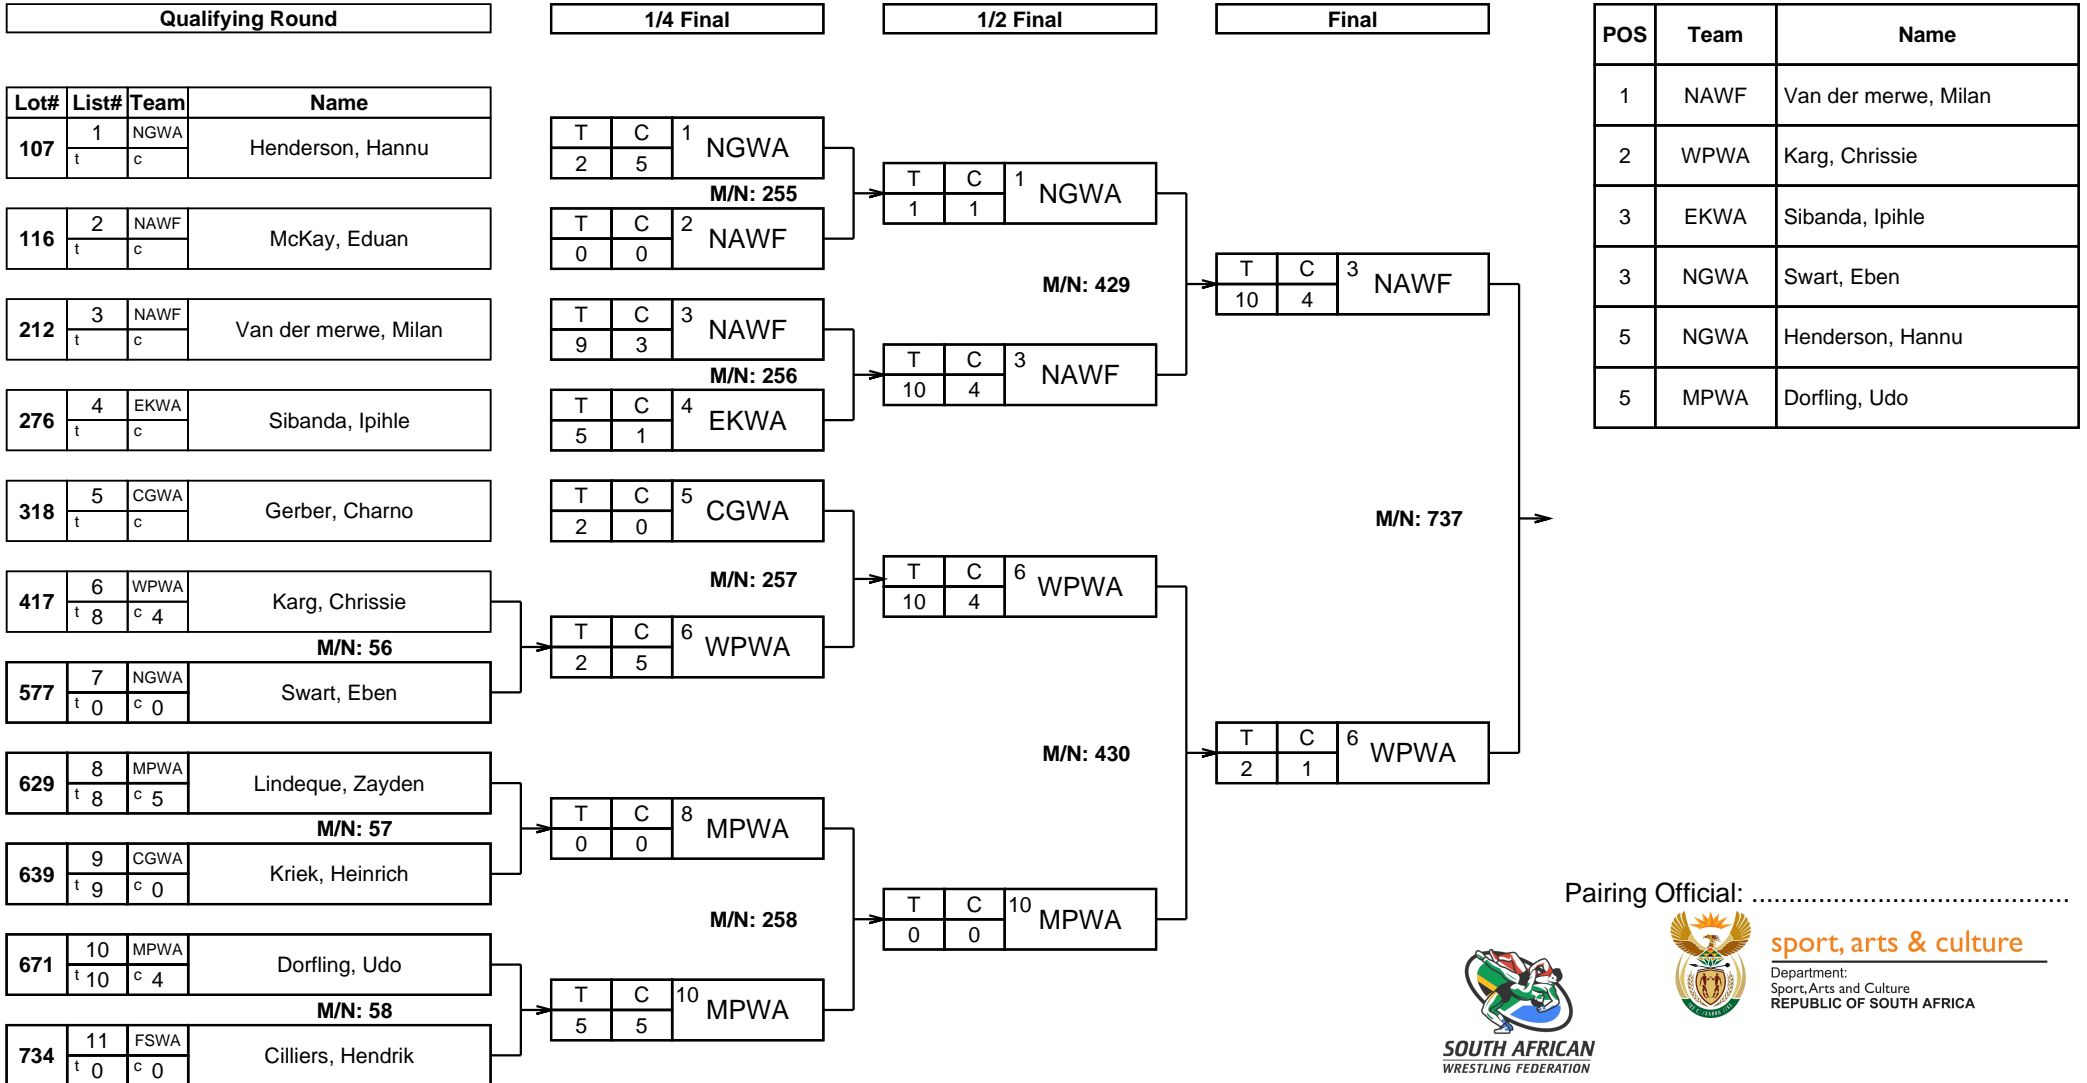 Qualifying Round
1/4 Final
1/2 Final
Final
Lot# List# Team Name
107 1 NGWA Henderson, Hannu
t c
116 2 NAWF McKay, Eduan
t c
212 3 NAWF Van der merwe, Milan
t c
276 4 EKWA Sibanda, Ipihle
t c
318 5 CGWA Gerber, Charno
t c
417 6 WPWA Karg, Chrissie
t 8 c 4
M/N: 56
577 7 NGWA Swart, Eben
t 0 c 0
629 8 MPWA Lindeque, Zayden
t 8 c 5
M/N: 57
639 9 CGWA Kriek, Heinrich
t 9 c 0
671 10 MPWA Dorfling, Udo
t 10 c 4
M/N: 58
734 11 FSWA Cilliers, Hendrik
t 0 c 0
T C 1 NGWA
2 5
M/N: 255
T C 2 NAWF
0 0
T C 3 NAWF
9 3
M/N: 256
T C 4 EKWA
5 1
T C 5 CGWA
2 0
M/N: 257
T C 6 WPWA
2 5
T C 8 MPWA
0 0
M/N: 258
T C 10 MPWA
5 5
T C 1 NGWA
1 1
M/N: 429
T C 3 NAWF
10 4
T C 6 WPWA
10 4
M/N: 430
T C 10 MPWA
0 0
T C 3 NAWF
10 4
M/N: 737
T C 6 WPWA
2 1
POS Team Name
1 NAWF Van der merwe, Milan
2 WPWA Karg, Chrissie
3 EKWA Sibanda, Ipihle
3 NGWA Swart, Eben
5 NGWA Henderson, Hannu
5 MPWA Dorfling, Udo
Pairing Official: ...........................................
SOUTH AFRICAN
WRESTLING FEDERATION
sport, arts & culture
Department:
Sport, Arts and Culture
REPUBLIC OF SOUTH AFRICA